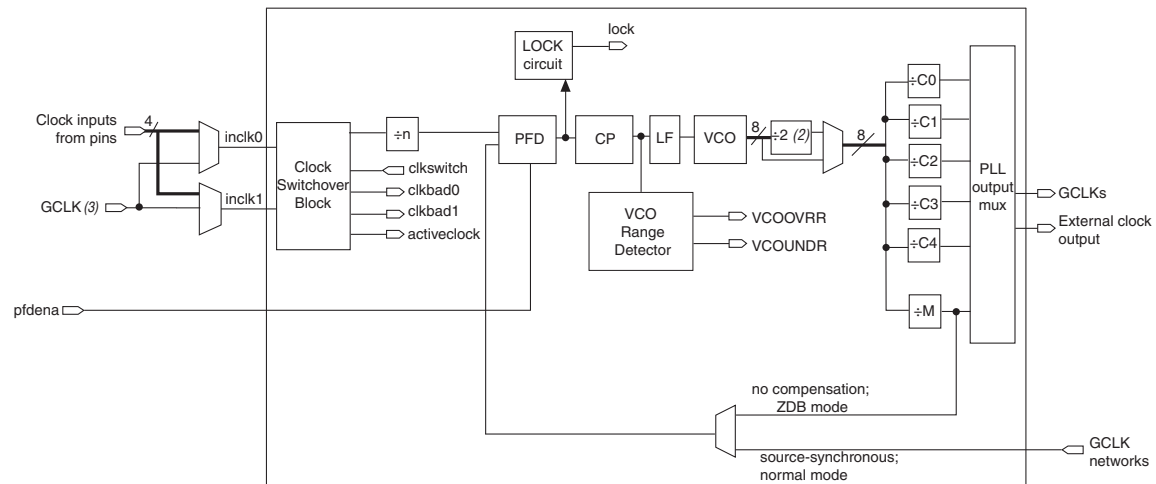 lock
LOCK
circuit
Clock inputs
from pins
4
inclk0
÷n
PFD
CP
LF
VCO
8
÷2 (2)
8
÷C0
÷C1
÷C2
÷C3
÷C4
÷M
PLL
output
mux
GCLKs
External clock
output
Clock
Switchover
Block
clkswitch
clkbad0
clkbad1
activeclock
inclk1
GCLK (3)
VCO
Range
Detector
VCOOVRR
VCOUNDR
pfdena
no compensation;
ZDB mode
source-synchronous;
normal mode
GCLK
networks